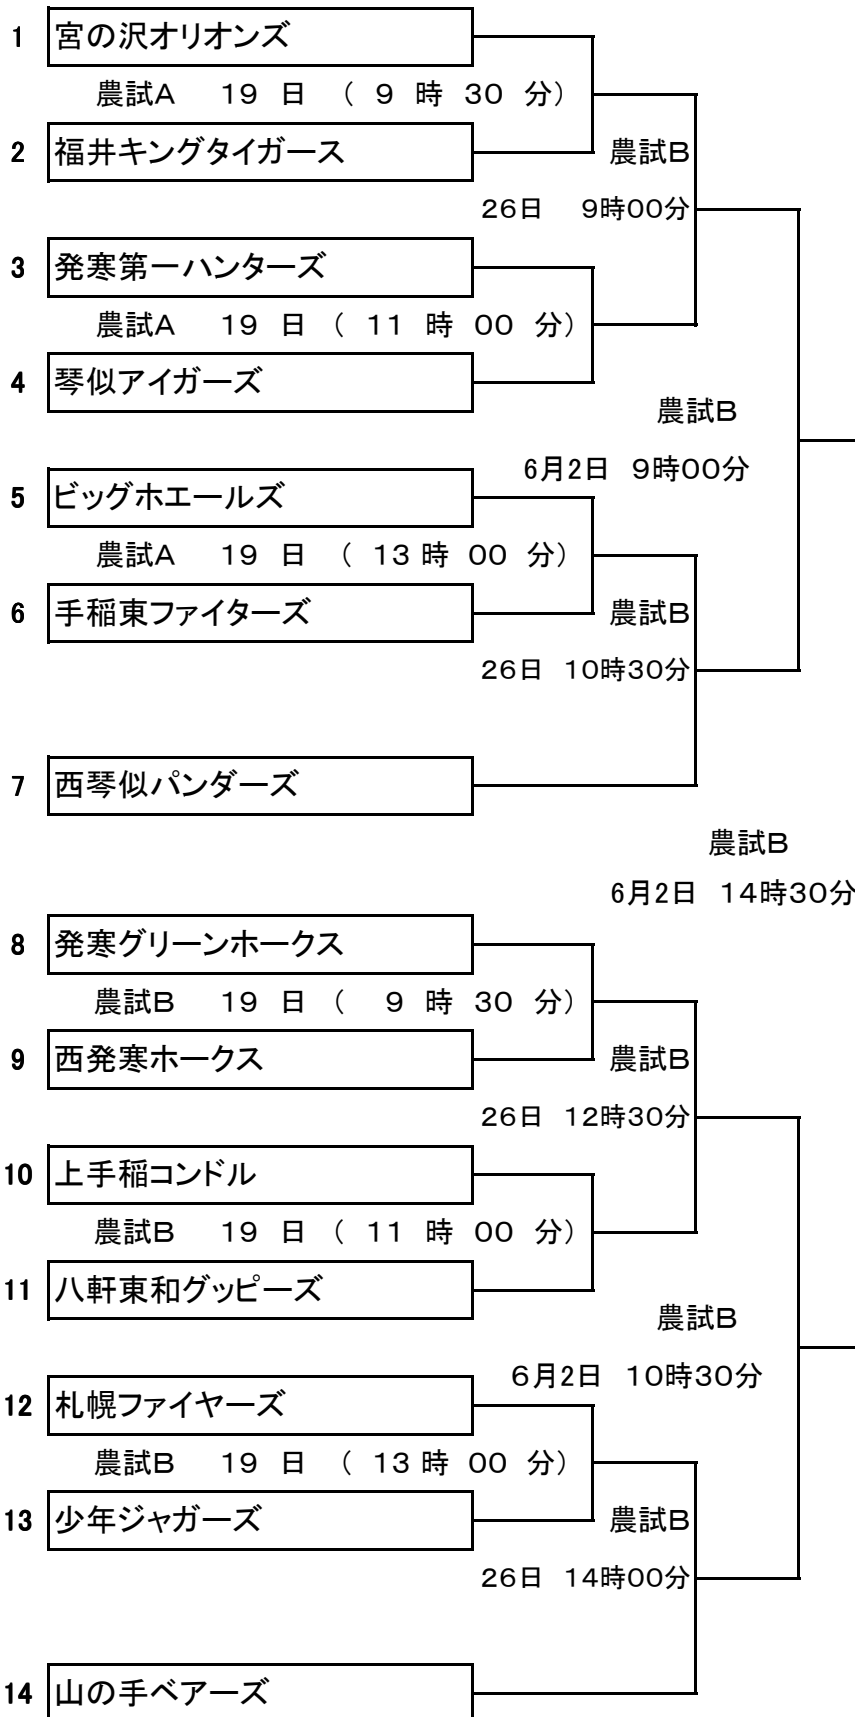 1 宮の沢オリオンズ
農試A 19 日 ( 9 時 30 分)
2 福井キングタイガース
農試B
26日 9時00分
3 発寒第一ハンターズ
農試A 19 日 ( 11 時 00 分)
4 琴似アイガーズ
農試B
6月2日 9時00分
5 ビッグホエールズ
農試A 19 日 ( 13 時 00 分)
6 手稲東ファイターズ
農試B
26日 10時30分
7 西琴似パンダーズ
農試B
6月2日 14時30分
8 発寒グリーンホークス
農試B 19 日 ( 9 時 30 分)
9 西発寒ホークス
農試B
26日 12時30分
10 上手稲コンドル
農試B 19 日 ( 11 時 00 分)
11 八軒東和グッピーズ
農試B
6月2日 10時30分
12 札幌ファイヤーズ
農試B 19 日 ( 13 時 00 分)
13 少年ジャガーズ
農試B
26日 14時00分
14 山の手ベアーズ